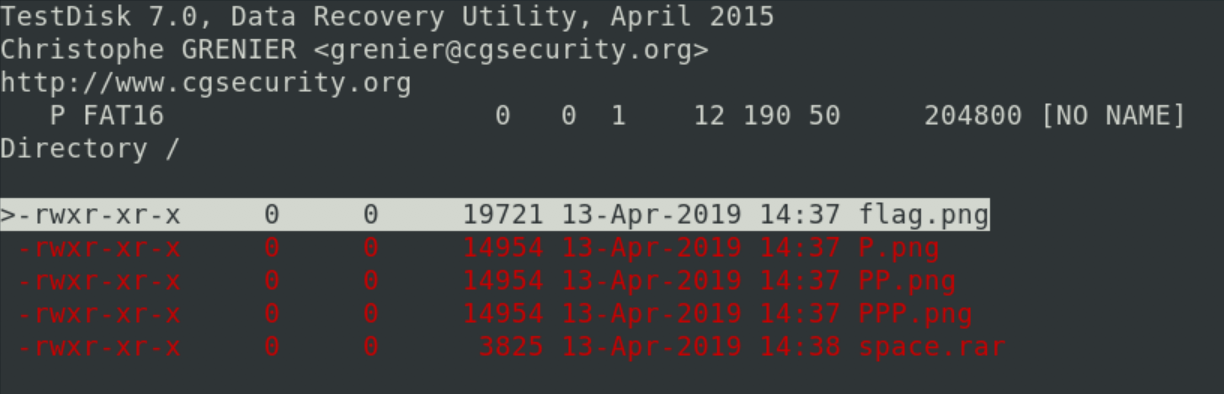 TestDisk 7.0, Data Recovery Utility, April 2015
Christophe GRENIER <grenier@cgsecurity.org>
http://www.cgsecurity.org
   P FAT16                    0   0  1    12 190 50     204800 [NO NAME]
Directory /
>-rwxr-xr-x     0     0     19721 13-Apr-2019 14:37 flag.png
 -rwxr-xr-x     0     0     14954 13-Apr-2019 14:37 P.png
 -rwxr-xr-x     0     0     14954 13-Apr-2019 14:37 PP.png
 -rwxr-xr-x     0     0     14954 13-Apr-2019 14:37 PPP.png
 -rwxr-xr-x     0     0      3825 13-Apr-2019 14:38 space.rar